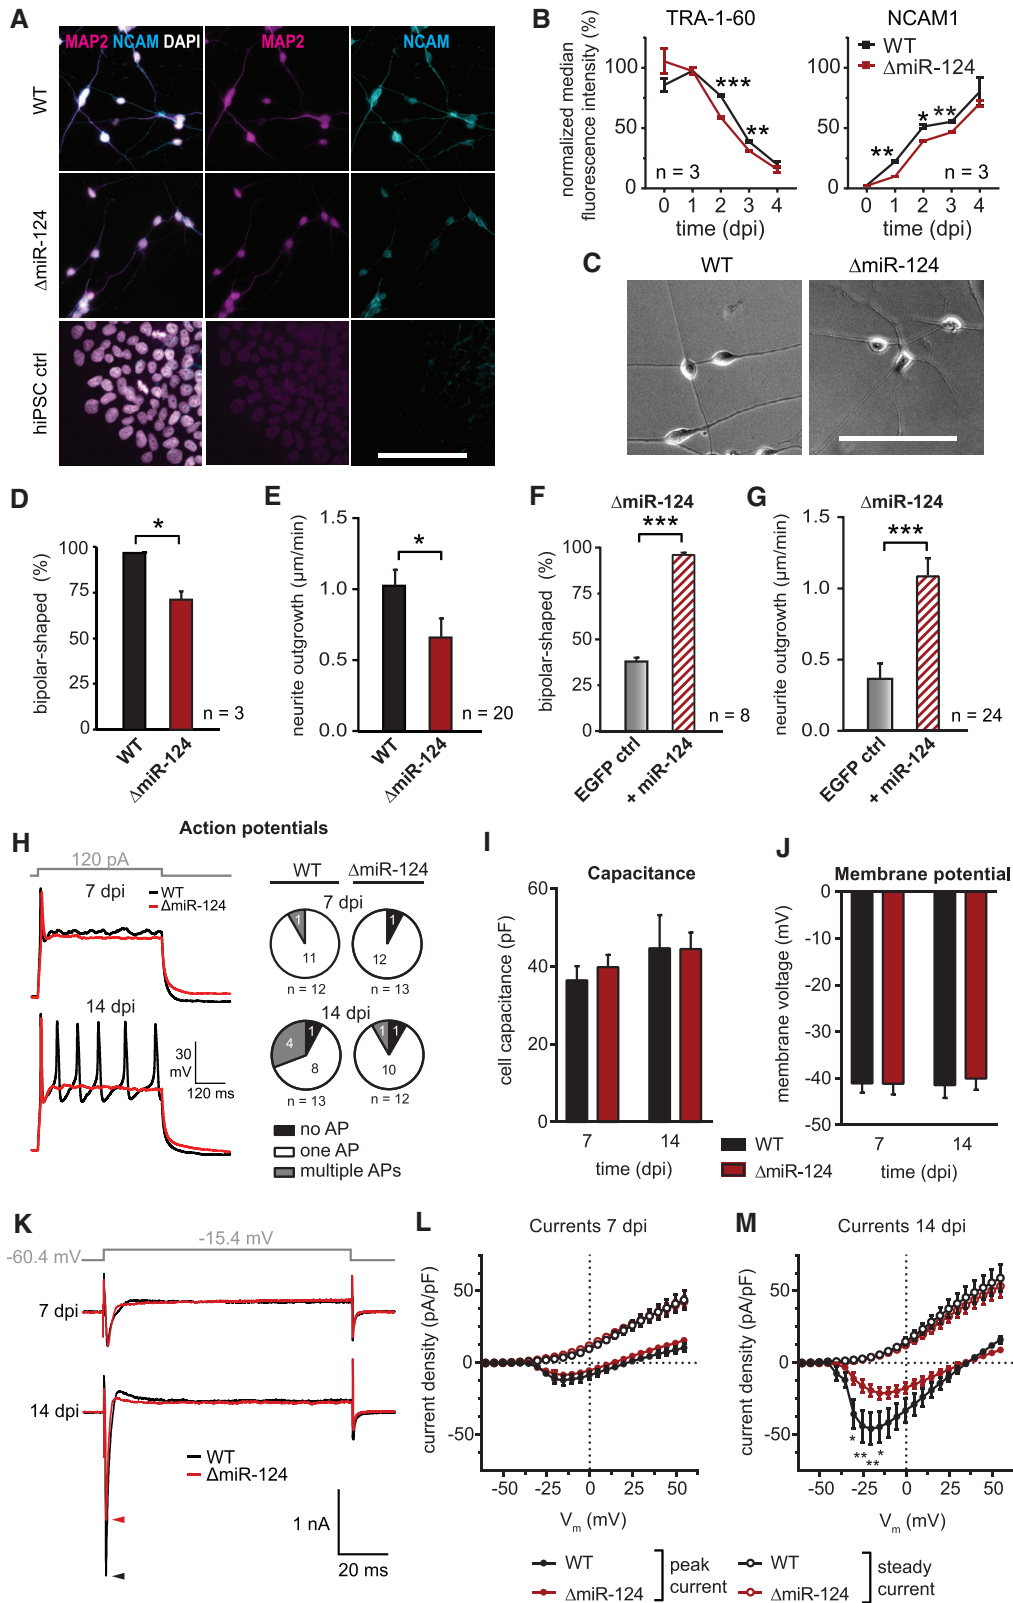 A
MAP2 NCAM DAPI
MAP2
NCAM
WT
ΔmiR-124
hiPSC ctrl
B
TRA-1-60
NCAM1
normalized median
fluorescence intensity (%)
100
50
0
***
**
n = 3
0 1 2 3 4
time (dpi)
WT
ΔmiR-124
100
50
0
**
*
**
n = 3
0 1 2 3 4
time (dpi)
C
WT
ΔmiR-124
D
bipolar-shaped (%)
100
75
50
25
0
*
n = 3
WT
ΔmiR-124
E
neurite outgrowth (μm/min)
1.5
1.0
0.5
0.0
*
n = 20
WT
ΔmiR-124
F
ΔmiR-124
bipolar-shaped (%)
100
75
50
25
0
***
n = 8
EGFP ctrl
+ miR-124
G
ΔmiR-124
neurite outgrowth (μm/min)
1.5
1.0
0.5
0.0
***
n = 24
EGFP ctrl
+ miR-124
H
Action potentials
120 pA
7 dpi
WT
ΔmiR-124
14 dpi
30
mV
120 ms
WT
ΔmiR-124
7 dpi
1
11
1
12
n = 12
n = 13
14 dpi
4
1
8
1
1
10
n = 13
n = 12
no AP
one AP
multiple APs
I
Capacitance
cell capacitance (pF)
60
40
20
0
7
14
time (dpi)
WT
ΔmiR-124
J
Membrane potential
membrane voltage (mV)
0
-10
-20
-30
-40
-50
7
14
time (dpi)
K
-60.4 mV
-15.4 mV
7 dpi
14 dpi
WT
ΔmiR-124
1 nA
20 ms
L
Currents 7 dpi
current density (pA/pF)
50
0
-50
-50 -25 0 25 50
Vm (mV)
M
Currents 14 dpi
current density (pA/pF)
50
0
-50
*
**
**
*
-50 -25 0 25 50
Vm (mV)
WT
ΔmiR-124
peak
current
WT
ΔmiR-124
steady
current